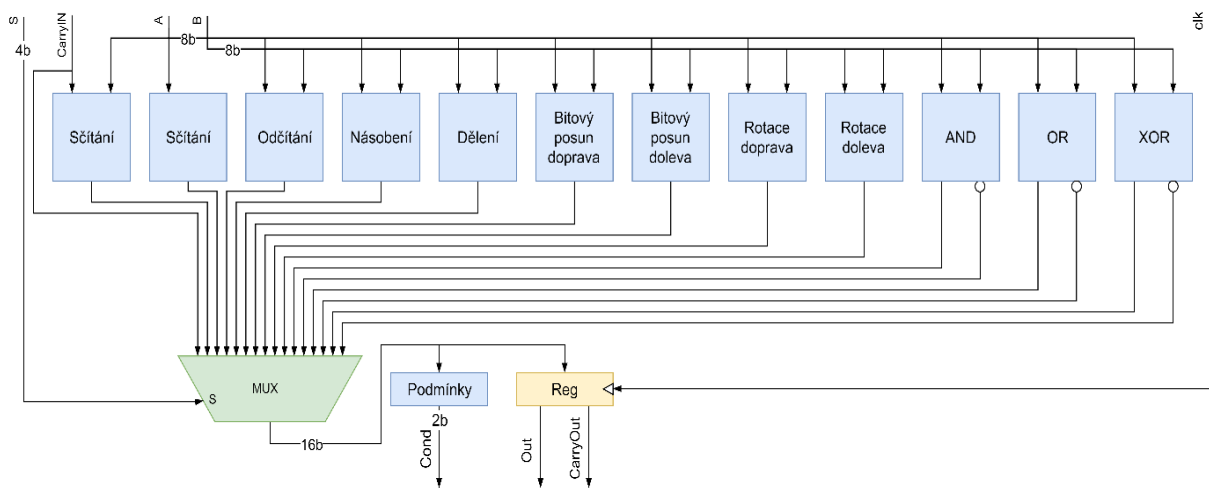 S
CarryIN
A
B
clk
4b
8b
8b
Sčítání
Sčítání
Odčítání
Násobení
Dělení
Bitový
posun
doprava
Bitový
posun
doleva
Rotace
doprava
Rotace
doleva
AND
OR
XOR
MUX
S
Podmínky
Reg
16b
2b
Cond
Out
CarryOut